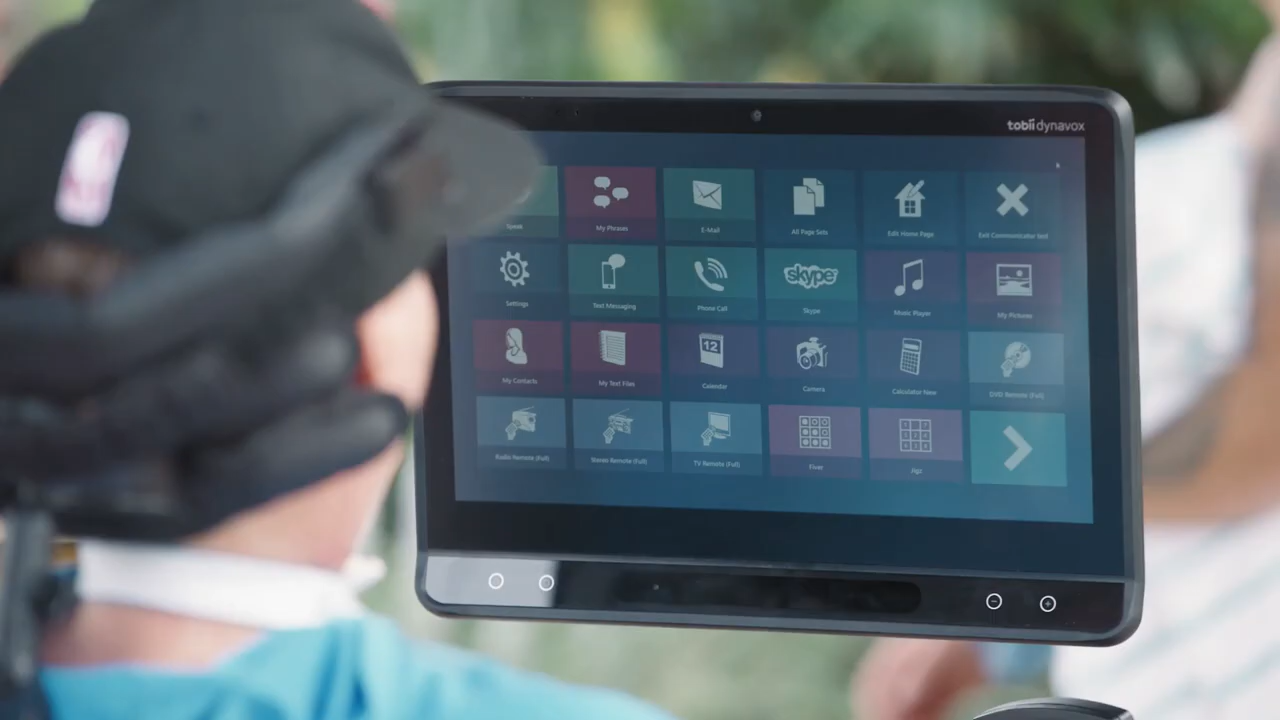 tobii dynavox
Speak
My Phrases
E-Mail
All Page Sets
Edit Home Page
Exit Communicator
Settings
Text Messaging
Phone Call
skype
Skype
Music Player
My Pictures
My Contacts
My Text Files
12
Calendar
Camera
Calculator New
DVD Remote (Full)
Radio Remote (Full)
Stereo Remote (Full)
TV Remote (Full)
Fiver
Jigz